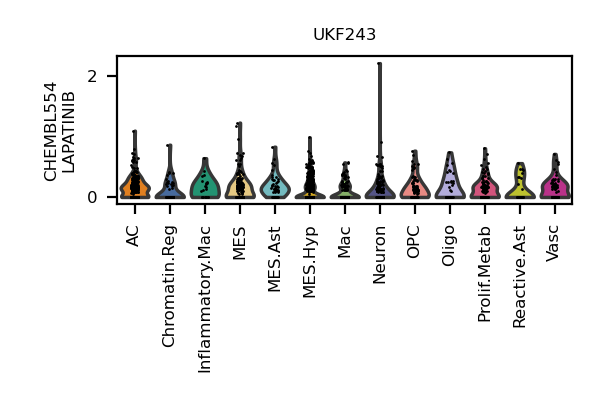 UKF243
CHEMBL554
LAPATINIB
2
0
AC
Chromatin.Reg
Inflammatory.Mac
MES
MES.Ast
MES.Hyp
Mac
Neuron
OPC
Oligo
Prolif.Metab
Reactive.Ast
Vasc